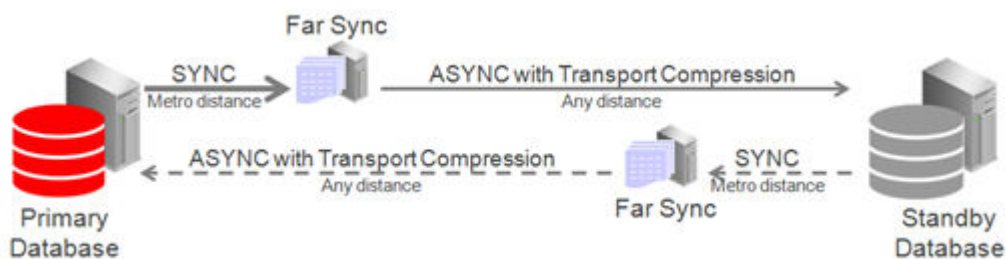 Far Sync
SYNC
Metro distance
ASYNC with Transport Compression
Any distance
ASYNC with Transport Compression
Any distance
SYNC
Metro distance
Far Sync
Primary
Database
Standby
Database